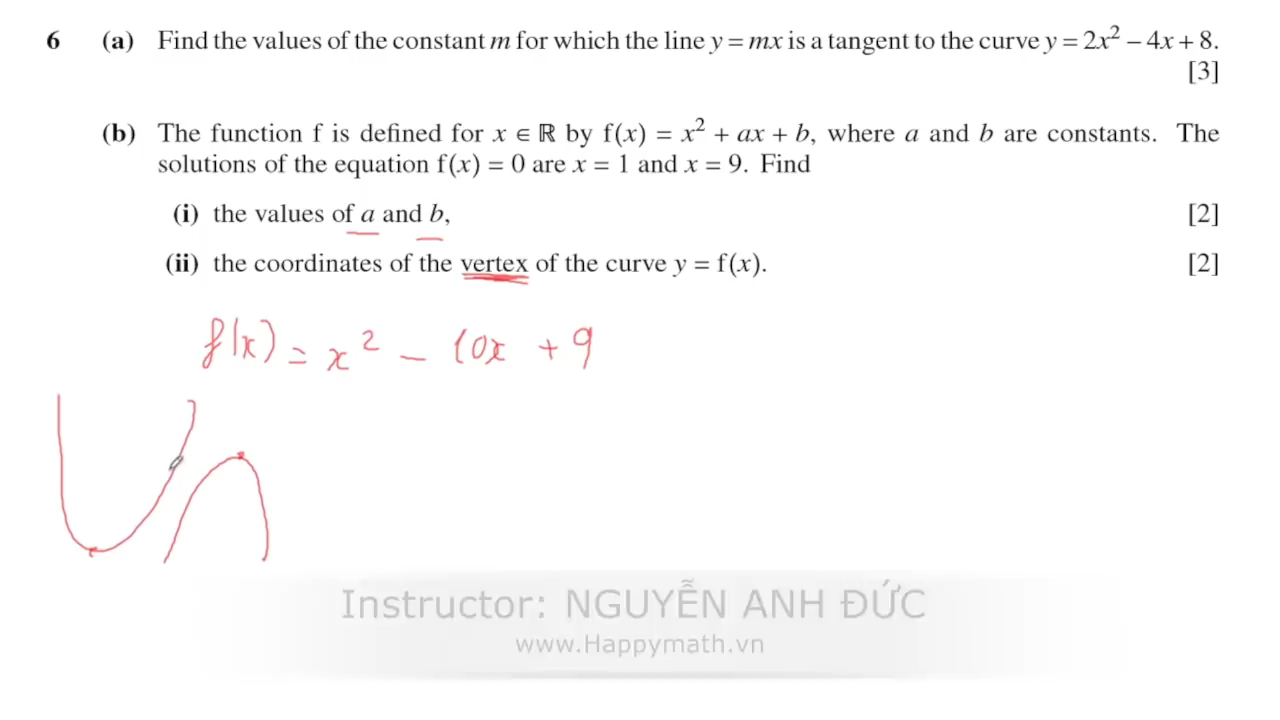 6 (a) Find the values of the constant m for which the line y = mx is a tangent to the curve y = 2x² – 4x + 8.
[3]
(b) The function f is defined for x ∈ ℝ by f(x) = x² + ax + b, where a and b are constants. The
solutions of the equation f(x) = 0 are x = 1 and x = 9. Find
(i) the values of a and b, [2]
(ii) the coordinates of the vertex of the curve y = f(x). [2]
f(x) = x² – 10x + 9
Instructor: NGUYỄN ANH ĐỨC
www.Happymath.vn